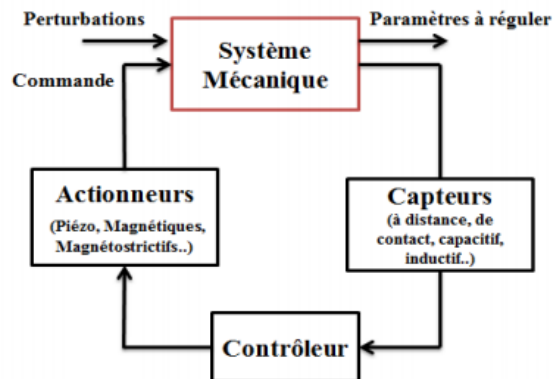 Perturbations
Paramètres à réguler
Système
Mécanique
Commande
Actionneurs
(Piézo, Magnétiques,
Magnétostrictifs..)
Capteurs
(à distance, de
contact, capacitif,
inductif..)
Contrôleur